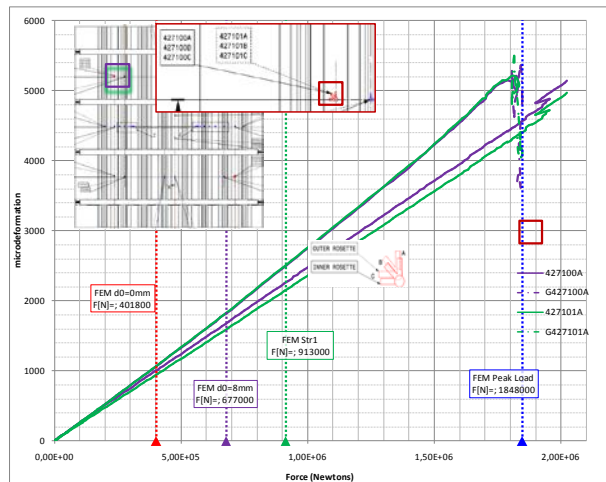 6000
5000
4000
3000
2000
1000
0
microdeformation
427100A
427100B
427100C
427101A
427101B
427101C
OUTER ROSETTE
INNER ROSETTE
A
B
C
FEM d0=0mm
F[N]=; 401800
FEM d0=8mm
F[N]=;677000
FEM Str1
F[N]=; 913000
FEM Peak Load
F[N]=; 1848000
427100A
G427100A
427101A
G427101A
0,00E+00
5,00E+05
1,00E+06
1,50E+06
2,00E+06
Force (Newtons)